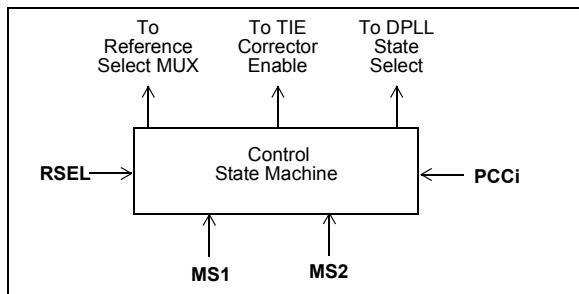 To
Reference
Select MUX
To TIE
Corrector
Enable
To DPLL
State
Select
Control
State Machine
RSEL
PCCi
MS1
MS2